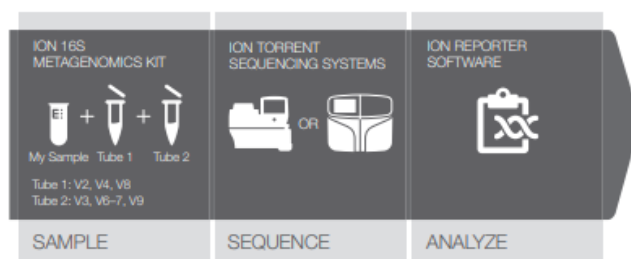 ION 16S
METAGENOMICS KIT
+ +
My Sample Tube 1 Tube 2
Tube 1: V2, V4, V8
Tube 2: V3, V6–7, V9
SAMPLE
ION TORRENT
SEQUENCING SYSTEMS
OR
SEQUENCE
ION REPORTER
SOFTWARE
ANALYZE